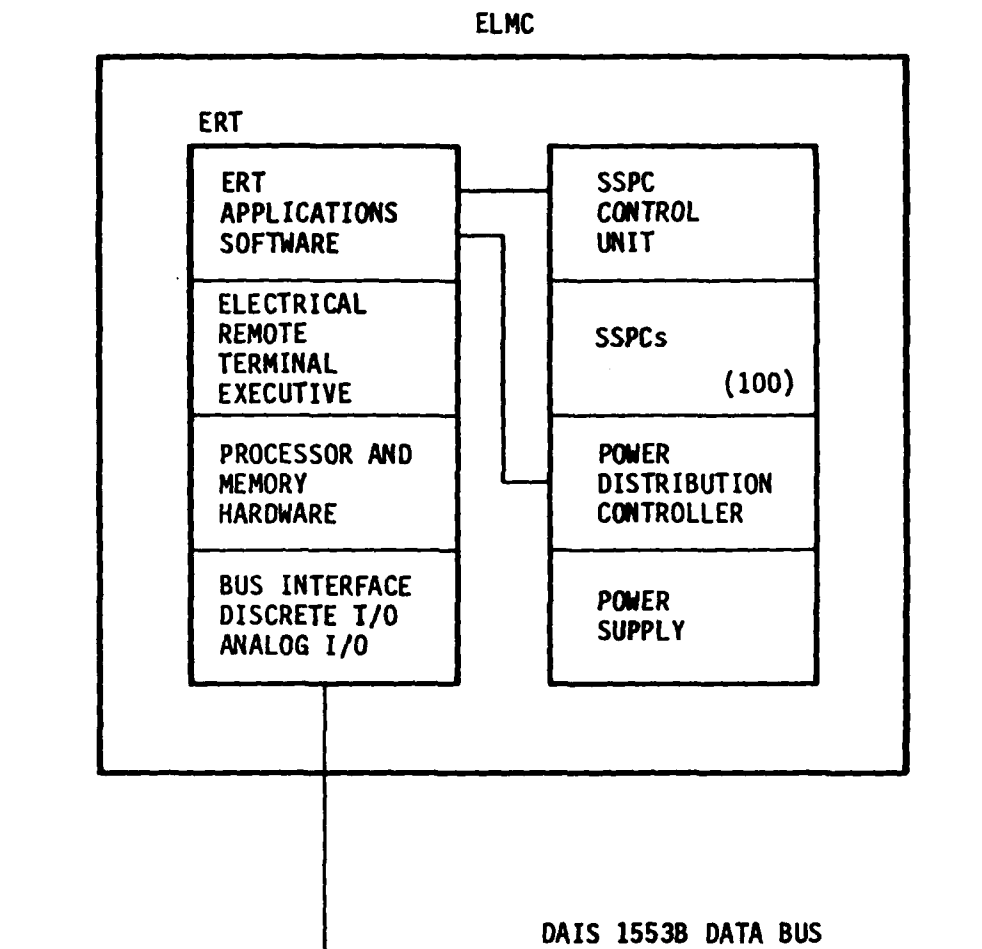 ELMC
ERT
ERT
APPLICATIONS
SOFTWARE
ELECTRICAL
REMOTE
TERMINAL
EXECUTIVE
PROCESSOR AND
MEMORY
HARDWARE
BUS INTERFACE
DISCRETE I/O
ANALOG I/O
SSPC
CONTROL
UNIT
SSPCs
(100)
POWER
DISTRIBUTION
CONTROLLER
POWER
SUPPLY
DAIS 1553B DATA BUS